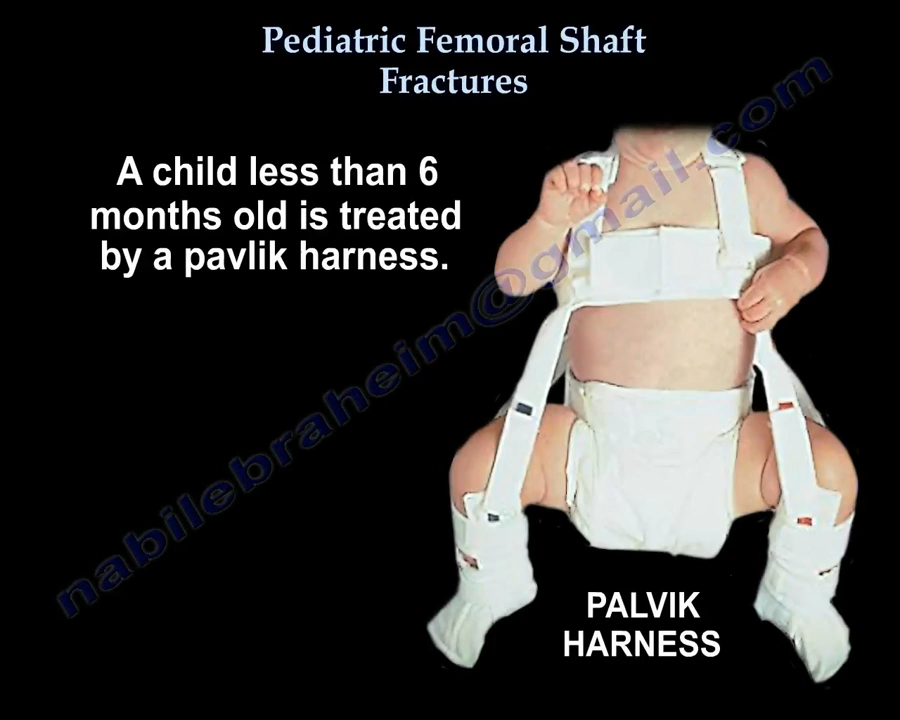 Pediatric Femoral Shaft
Fractures
A child less than 6
months old is treated
by a pavlik harness.
nabilebraheim@gmail.com
PALVIK
HARNESS